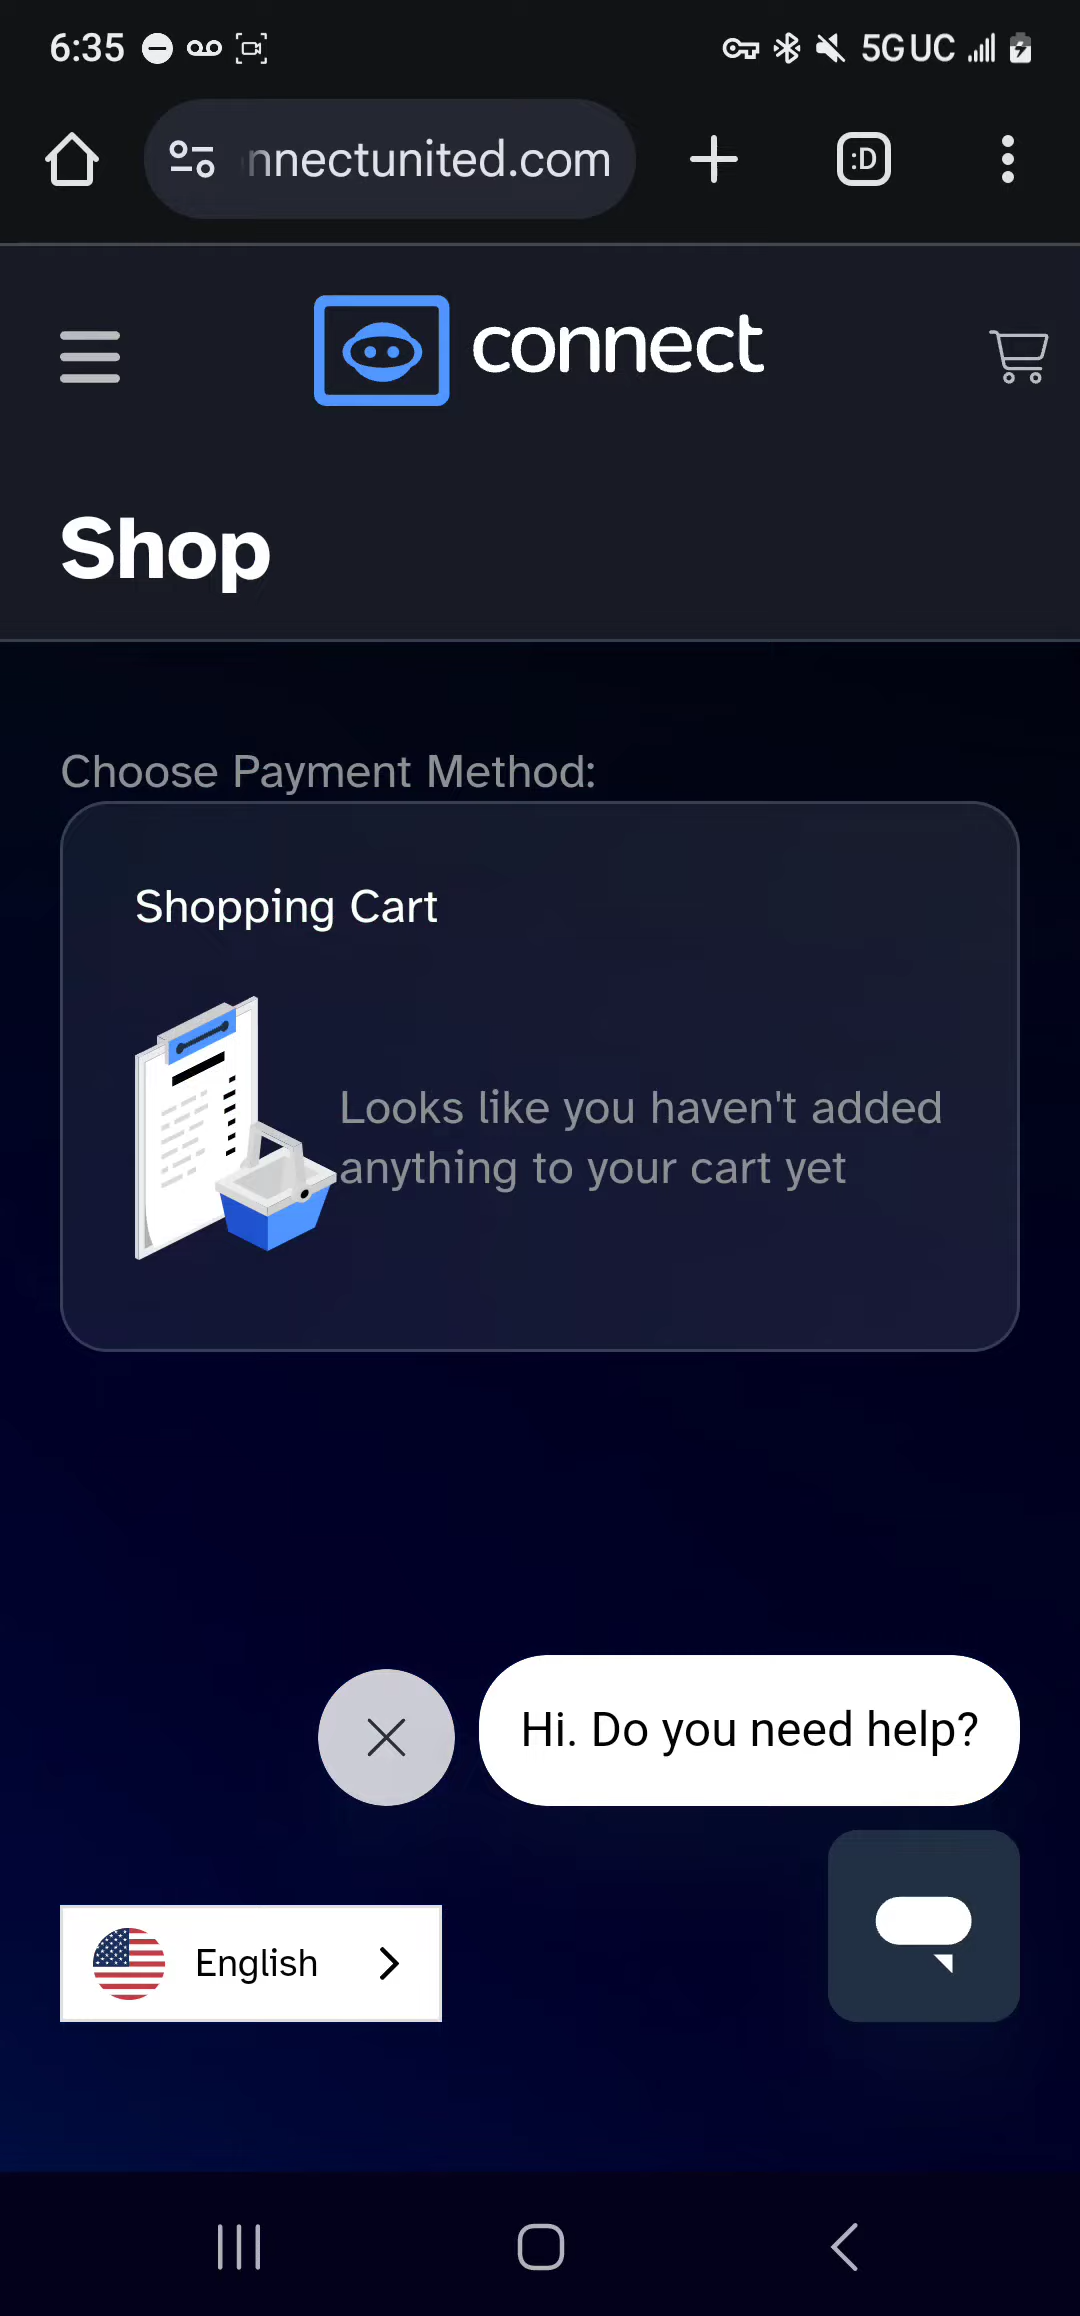 6:35
5G UC
nnectunited.com
:D
connect
Shop
Choose Payment Method:
Shopping Cart
Looks like you haven't added
anything to your cart yet
Hi. Do you need help?
English